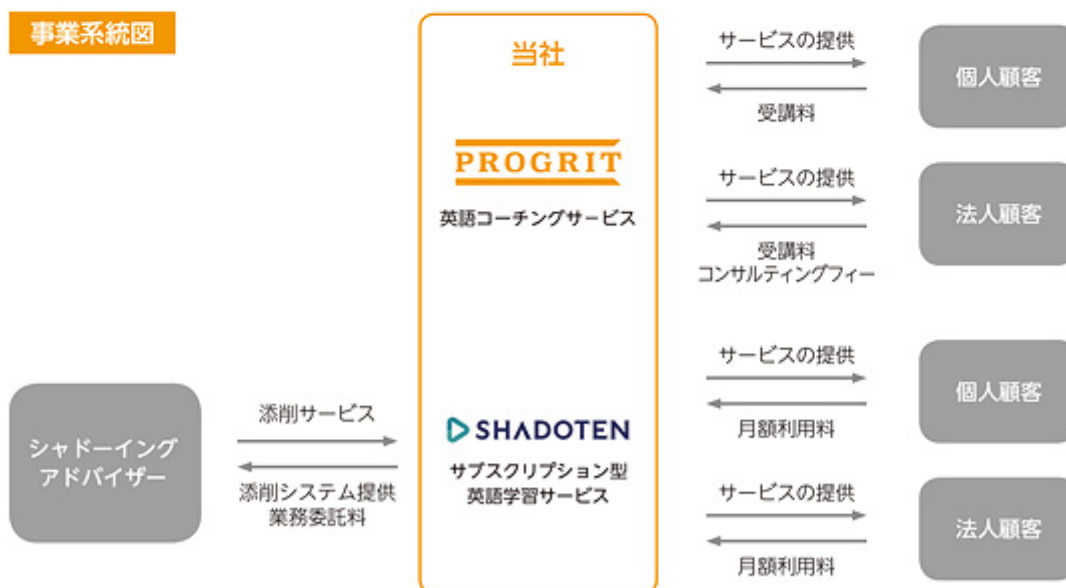 事業系統図
当社
PROGRIT
英語コーチングサービス
サービスの提供
受講料
個人顧客
サービスの提供
受講料
コンサルティングフィー
法人顧客
シャドーイング
アドバイザー
添削サービス
添削システム提供
業務委託料
SHADOTEN
サブスクリプション型
英語学習サービス
サービスの提供
月額利用料
個人顧客
サービスの提供
月額利用料
法人顧客